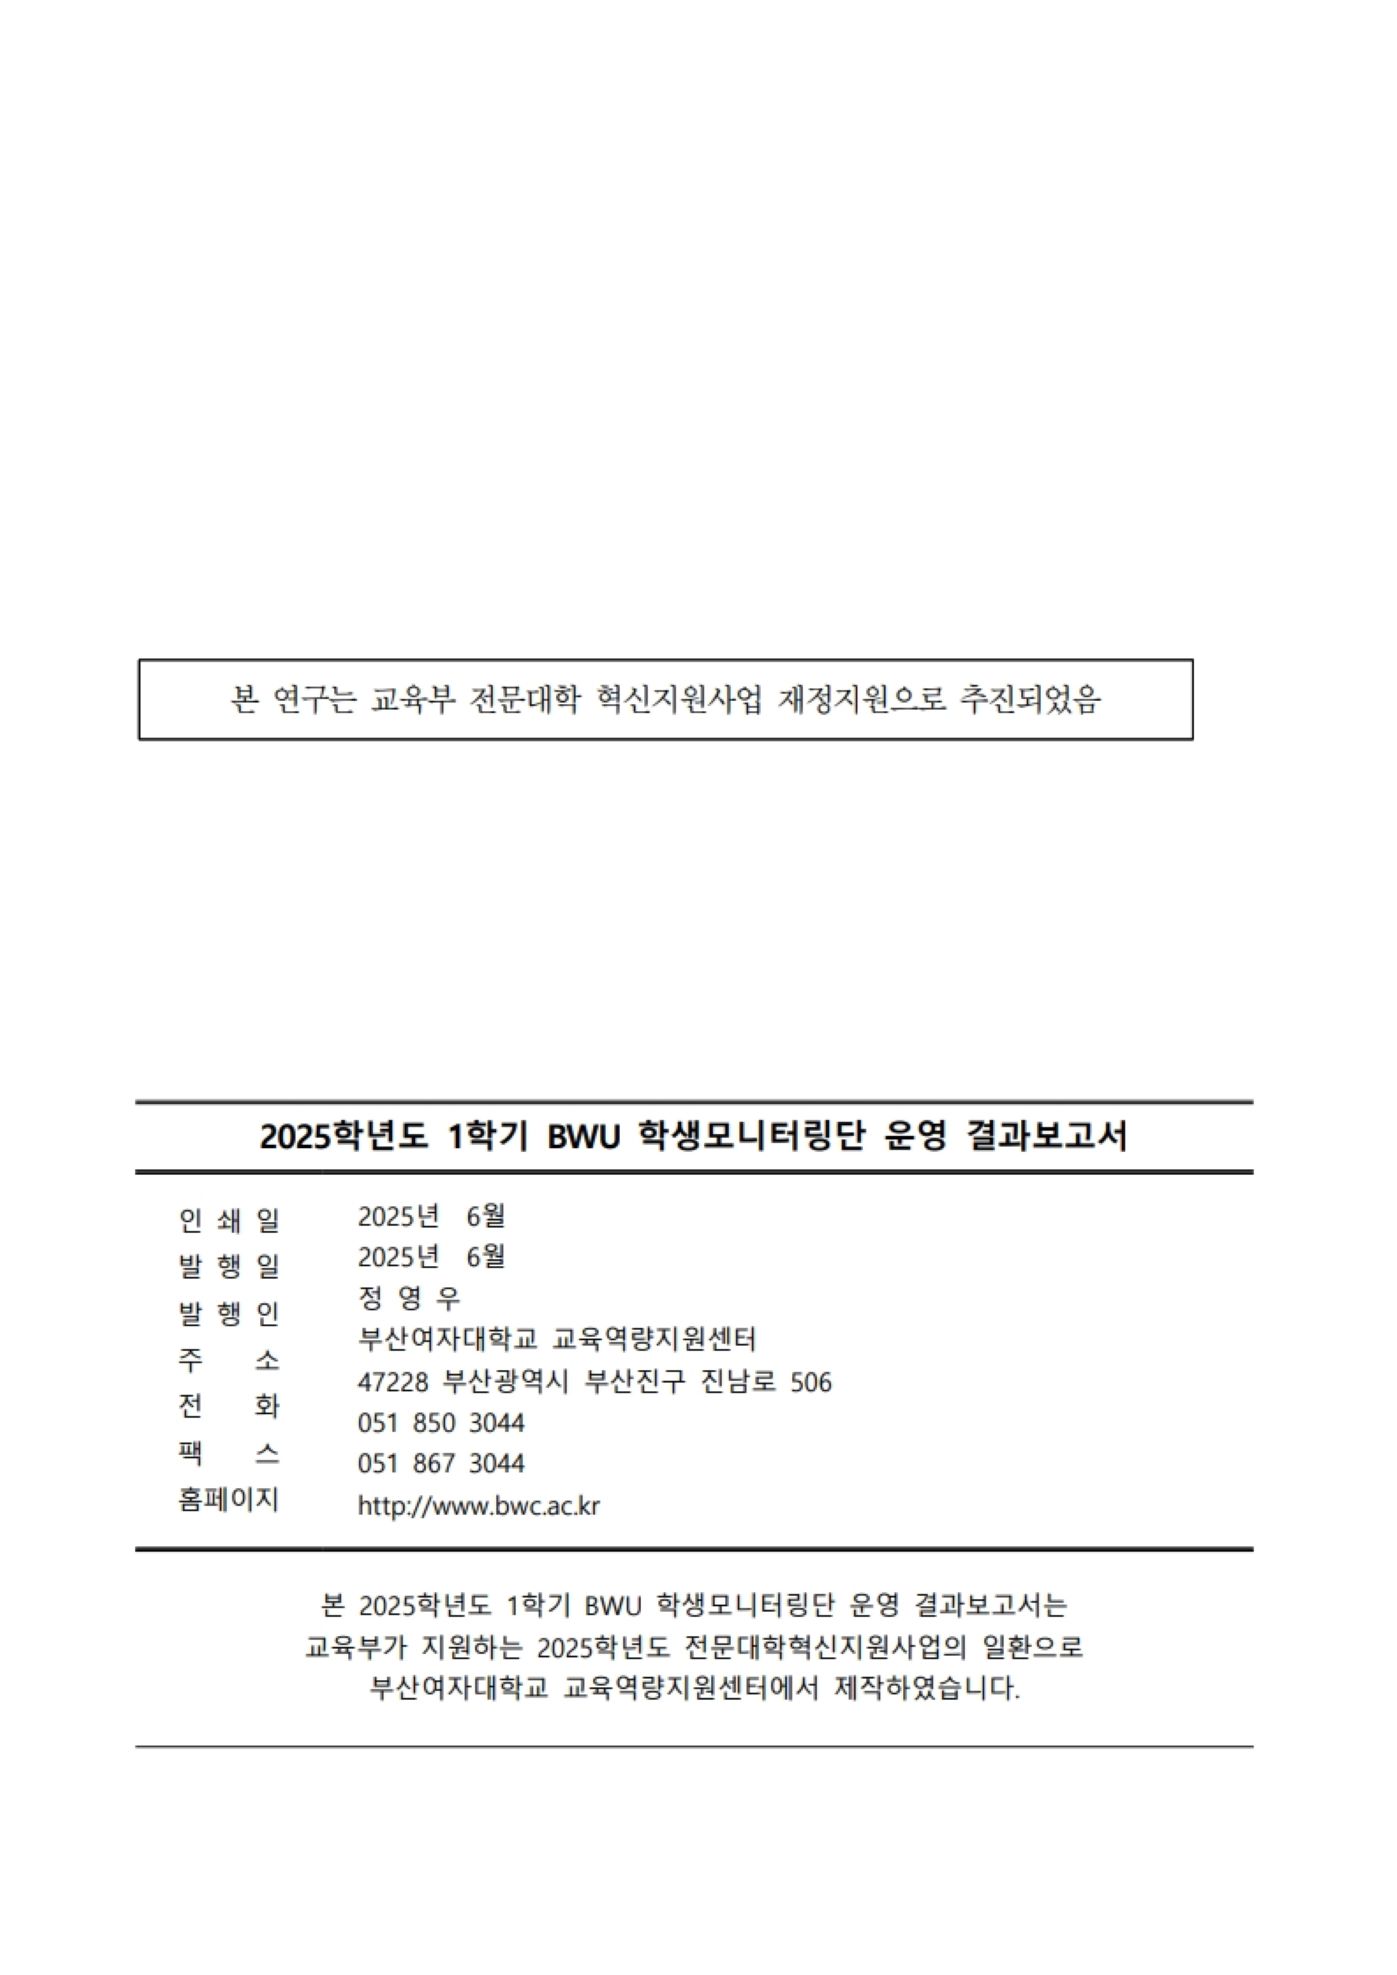 본 연구는 교육부 전문대학 혁신지원사업 재정지원으로 추진되었음
2025학년도 1학기 BWU 학생모니터링단 운영 결과보고서
인 쇄 일 2025년 6월
발 행 일 2025년 6월
발 행 인 정 영 우
부산여자대학교 교육역량지원센터
주 소 47228 부산광역시 부산진구 진남로 506
전 화 051 850 3044
팩 스 051 867 3044
홈페이지 http://www.bwc.ac.kr
본 2025학년도 1학기 BWU 학생모니터링단 운영 결과보고서는
교육부가 지원하는 2025학년도 전문대학혁신지원사업의 일환으로
부산여자대학교 교육역량지원센터에서 제작하였습니다.